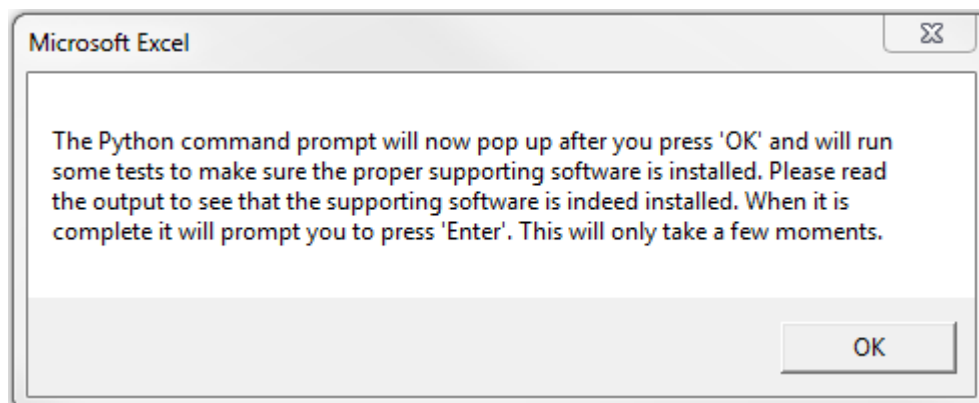 Microsoft Excel
The Python command prompt will now pop up after you press 'OK' and will run
some tests to make sure the proper supporting software is installed. Please read
the output to see that the supporting software is indeed installed. When it is
complete it will prompt you to press 'Enter'. This will only take a few moments.
OK